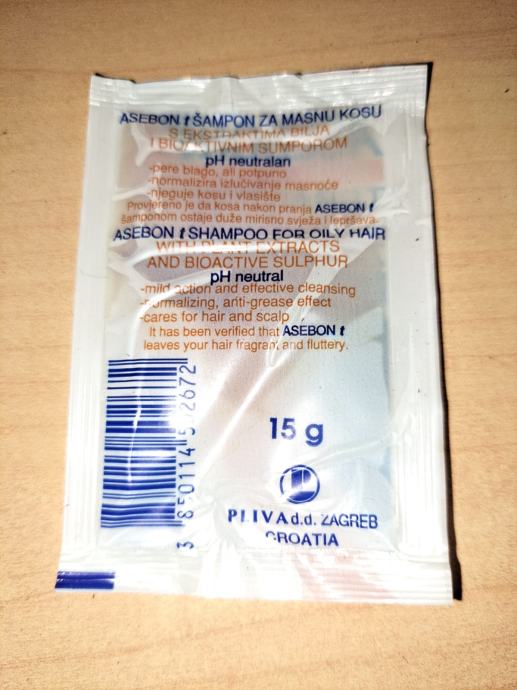 ASEBON t ŠAMPON ZA MASNU KOSU
S EKSTRAKTIMA BILJA
I BIOAKTIVNIM SUMPOROM
pH neutralan
-pere blago, ali potpuno
-normalizira izlučivanje masnoće
-njeguje kosu i vlasište
Provjereno je da kosa nakon pranja ASEBON t
šamponom ostaje duže mirisno svježa i lepršava.
ASEBON t SHAMPOO FOR OILY HAIR
WITH PLANT EXTRACTS
AND BIOACTIVE SULPHUR
pH neutral
-mild action and effective cleansing
-normalizing, anti-grease effect
-cares for hair and scalp
It has been verified that ASEBON t
leaves your hair fragrant and fluttery.
15 g
PLIVA d.d. ZAGREB
CROATIA